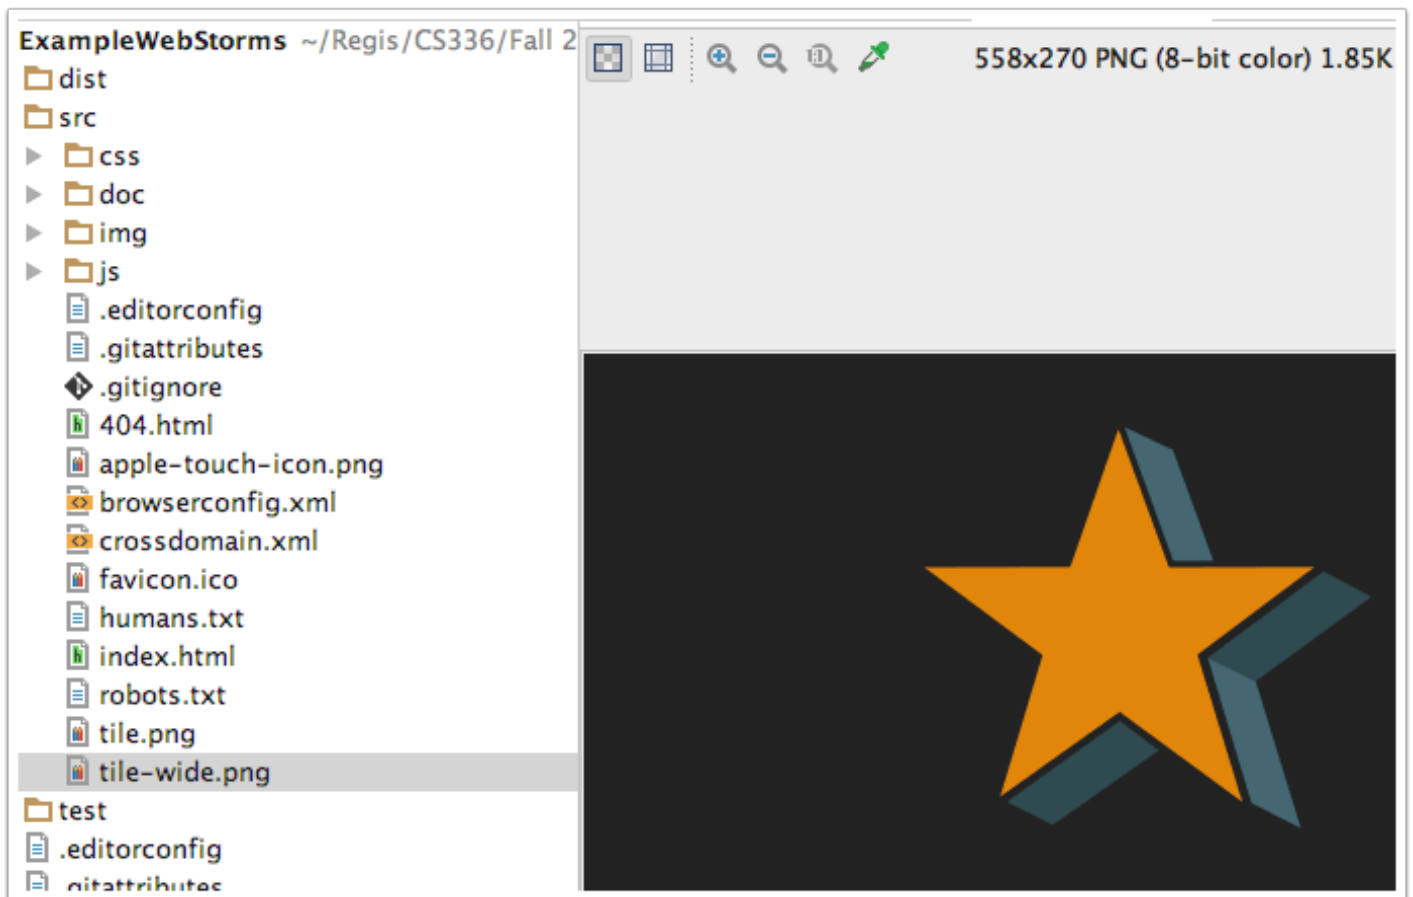 ExampleWebStorms ~/Regis/CS336/Fall 2
558x270 PNG (8-bit color) 1.85K
dist
src
css
doc
img
js
.editorconfig
.gitattributes
.gitignore
404.html
apple-touch-icon.png
browserconfig.xml
crossdomain.xml
favicon.ico
humans.txt
index.html
robots.txt
tile.png
tile-wide.png
test
.editorconfig
.gitattributes